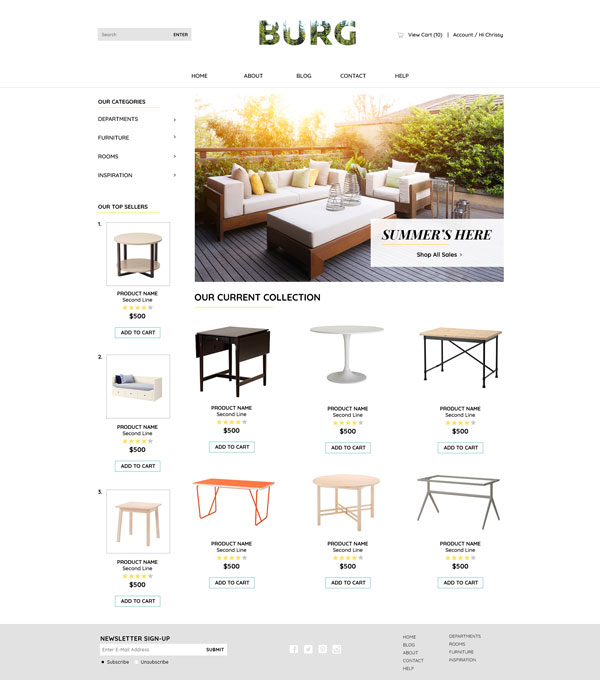 Search
ENTER
BURG
View Cart (10) | Account / Hi Chrissy
HOME
ABOUT
BLOG
CONTACT
HELP
OUR CATEGORIES
DEPARTMENTS
FURNITURE
ROOMS
INSPIRATION
OUR TOP SELLERS
1.
PRODUCT NAME
Second Line
$500
ADD TO CART
2.
PRODUCT NAME
Second Line
$500
ADD TO CART
3.
PRODUCT NAME
Second Line
$500
ADD TO CART
SUMMER'S HERE
Shop All Sales >
OUR CURRENT COLLECTION
PRODUCT NAME
Second Line
$500
ADD TO CART
PRODUCT NAME
Second Line
$500
ADD TO CART
PRODUCT NAME
Second Line
$500
ADD TO CART
PRODUCT NAME
Second Line
$500
ADD TO CART
PRODUCT NAME
Second Line
$500
ADD TO CART
PRODUCT NAME
Second Line
$500
ADD TO CART
NEWSLETTER SIGN-UP
Enter E-Mail Address
SUBMIT
Subscribe
Unsubscribe
HOME
BLOG
ABOUT
CONTACT
HELP
DEPARTMENTS
ROOMS
FURNITURE
INSPIRATION